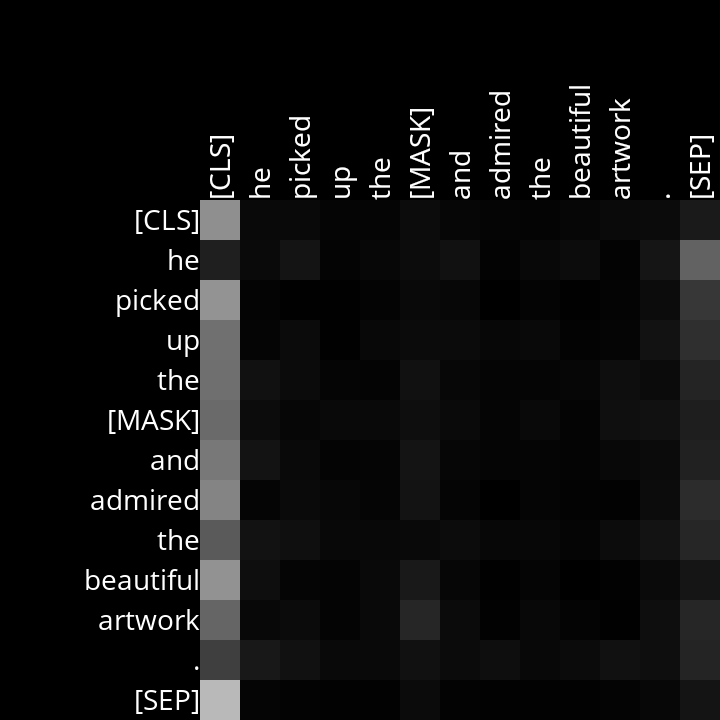 [CLS] he picked up the [MASK] and admired the beautiful artwork . [SEP]
[CLS]
he
picked
up
the
[MASK]
and
admired
the
beautiful
artwork
.
[SEP]